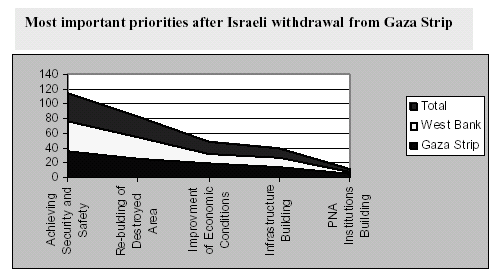 Most important priorities after Israeli withdrawal from Gaza Strip
140
120
100
80
60
40
20
0
Achieving
Security and
Safety
Re-bulding of
Destroyed
Area
Improvment
of Economic
Conditions
Infrastructure
Building
PNA
Institutions
Building
Total
West Bank
Gaza Strip